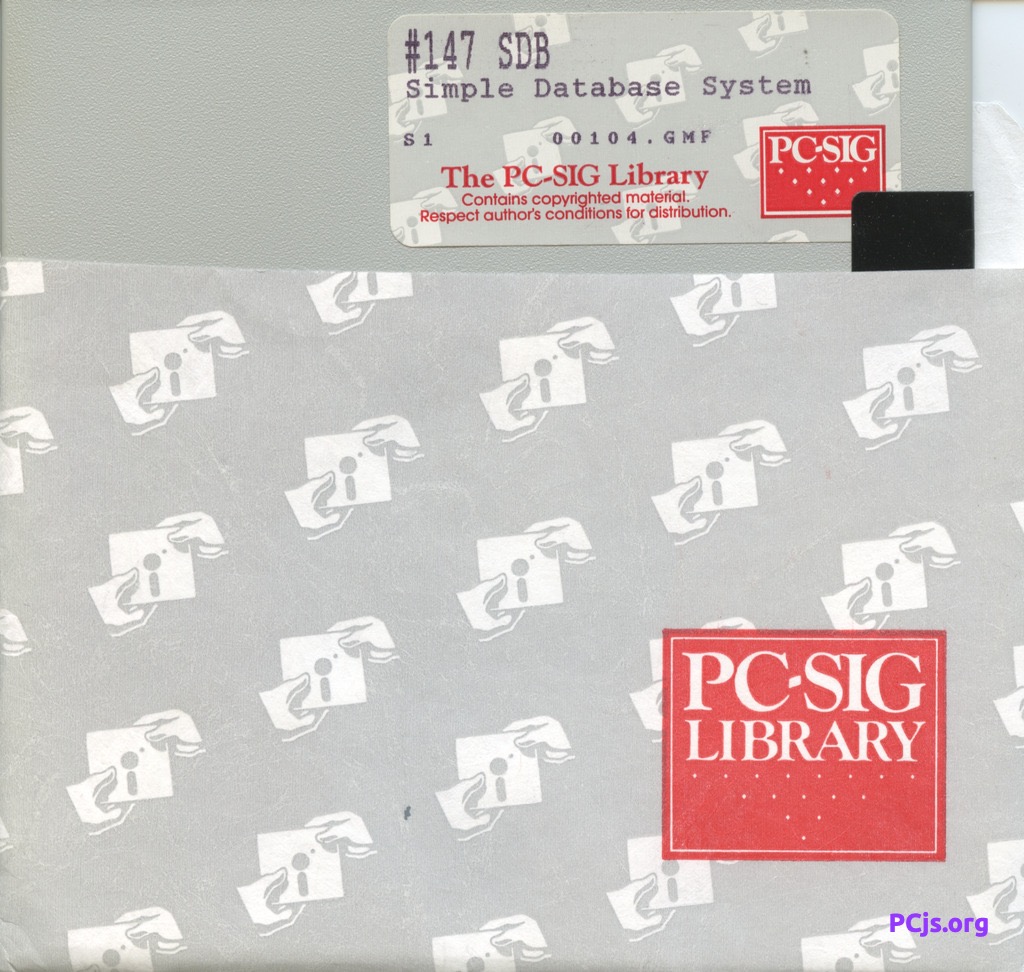 #147 SDB
Simple Database System
S1 00104.GMF
PC-SIG
The PC-SIG Library
Contains copyrighted material.
Respect author's conditions for distribution.
PC-SIG
LIBRARY
PCjs.org